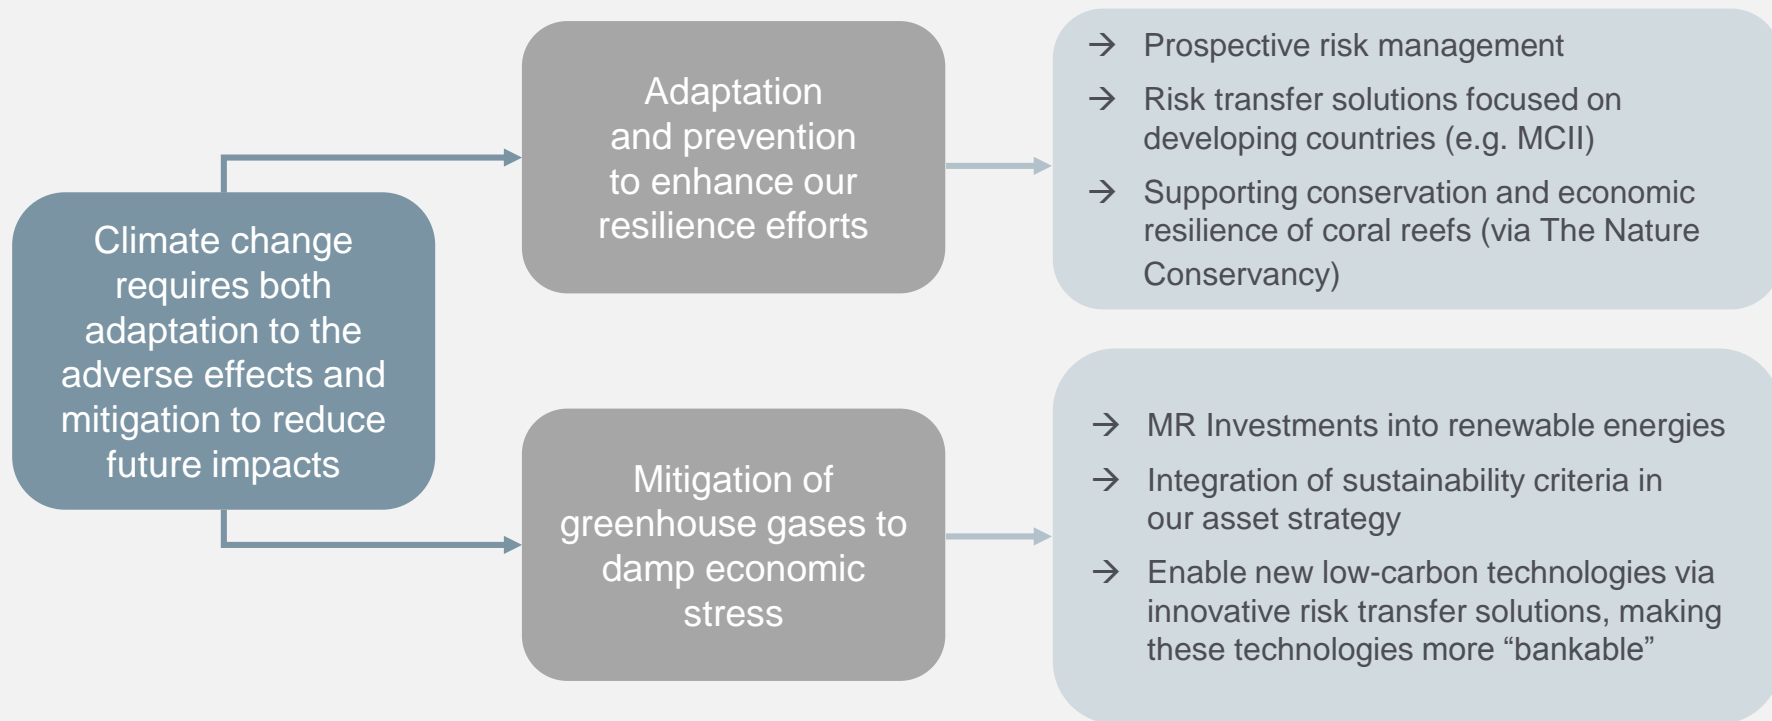 Climate change
requires both
adaptation to the
adverse effects and
mitigation to reduce
future impacts
Adaptation
and prevention
to enhance our
resilience efforts
→ Prospective risk management
→ Risk transfer solutions focused on
developing countries (e.g. MCII)
→ Supporting conservation and economic
resilience of coral reefs (via The Nature
Conservancy)
Mitigation of
greenhouse gases to
damp economic
stress
→ MR Investments into renewable energies
→ Integration of sustainability criteria in
our asset strategy
→ Enable new low-carbon technologies via
innovative risk transfer solutions, making
these technologies more “bankable”